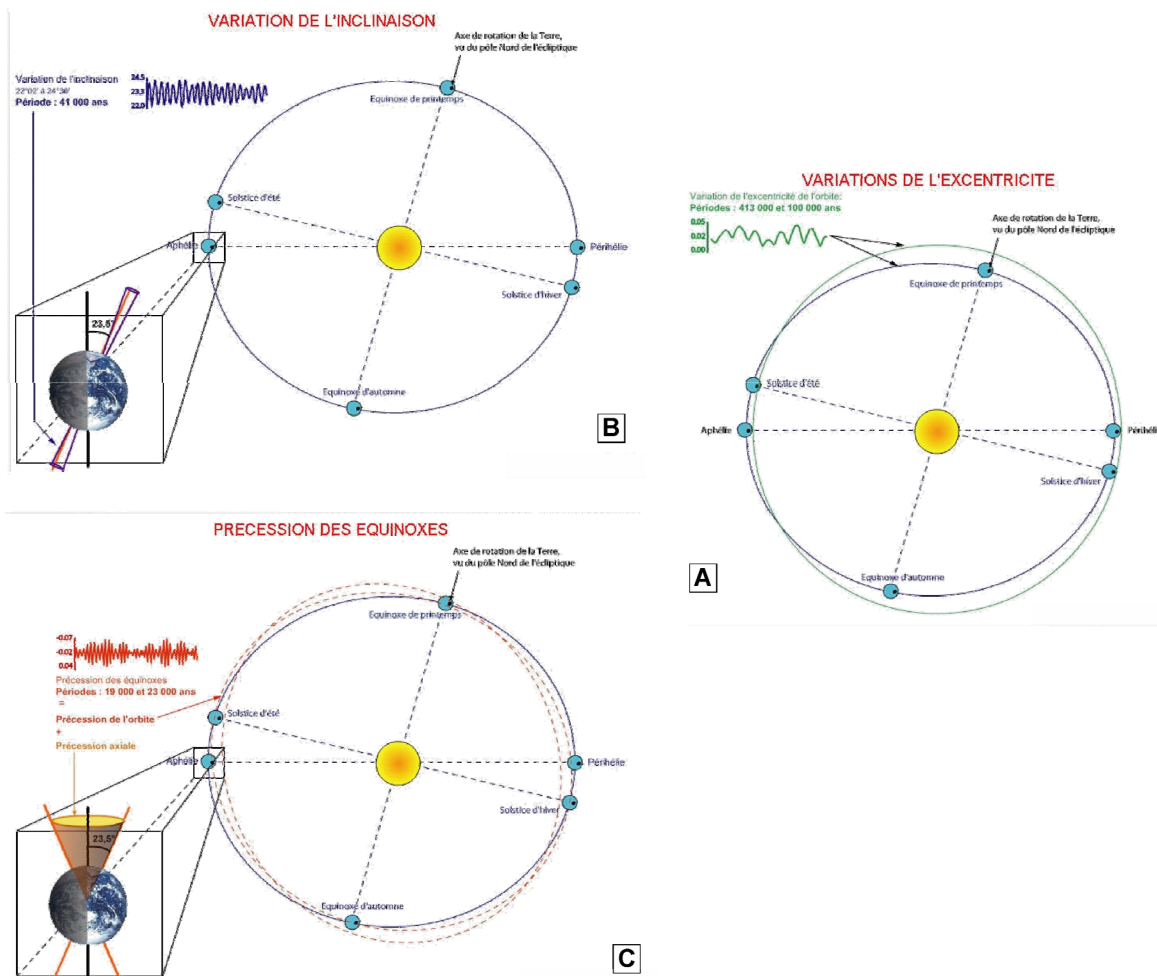 VARIATION DE L'INCLINAISON
Axe de rotation de la Terre,
vu du pôle Nord de l'écliptique
Variation de l'inclinaison
22°02' à 24°30'
Période : 41 000 ans
24,5
23,3
22,0
Equinoxe de printemps
Solstice d'été
Aphélie
Périhélie
Solstice d'hiver
23,5°
Equinoxe d'automne
B
VARIATIONS DE L'EXCENTRICITE
Variation de l'excentricité de l'orbite:
Périodes : 413 000 et 100 000 ans
0.05
0.02
0.00
Axe de rotation de la Terre,
vu du pôle Nord de l'écliptique
Equinoxe de printemps
Solstice d'été
Aphélie
Périhélie
Solstice d'hiver
Equinoxe d'automne
A
PRECESSION DES EQUINOXES
Axe de rotation de la Terre,
vu du pôle Nord de l'écliptique
Equinoxe de printemps
-0.07
-0.02
0.04
Précession des équinoxes
Périodes : 19 000 et 23 000 ans
=
Précession de l'orbite
+
Précession axiale
Solstice d'été
Aphélie
Périhélie
Solstice d'hiver
23,5°
Equinoxe d'automne
C